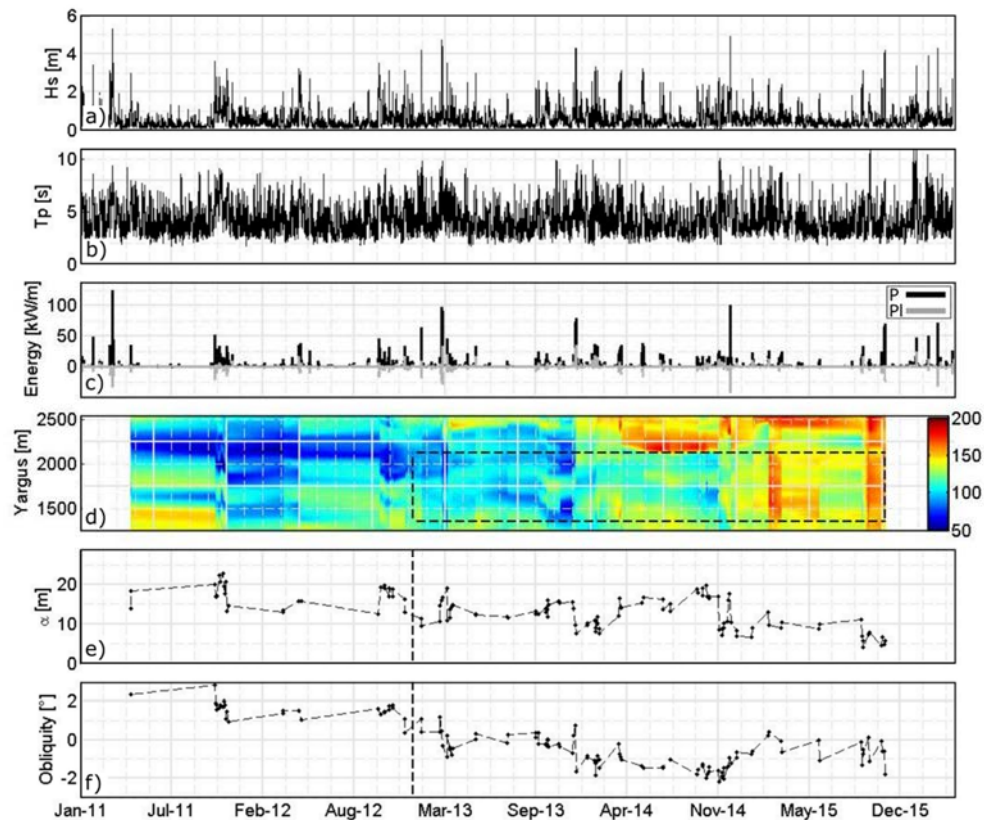 6
4
2
0
Hs [m]
a)
10
5
0
Tp [s]
b)
100
50
0
Energy [kW/m]
c)
P
Pl
2500
2000
1500
Yargus [m]
d)
200
150
100
50
20
10
0
α [m]
e)
2
0
-2
Obliquity [°]
f)
Jan-11 Jul-11 Feb-12 Aug-12 Mar-13 Sep-13 Apr-14 Nov-14 May-15 Dec-15